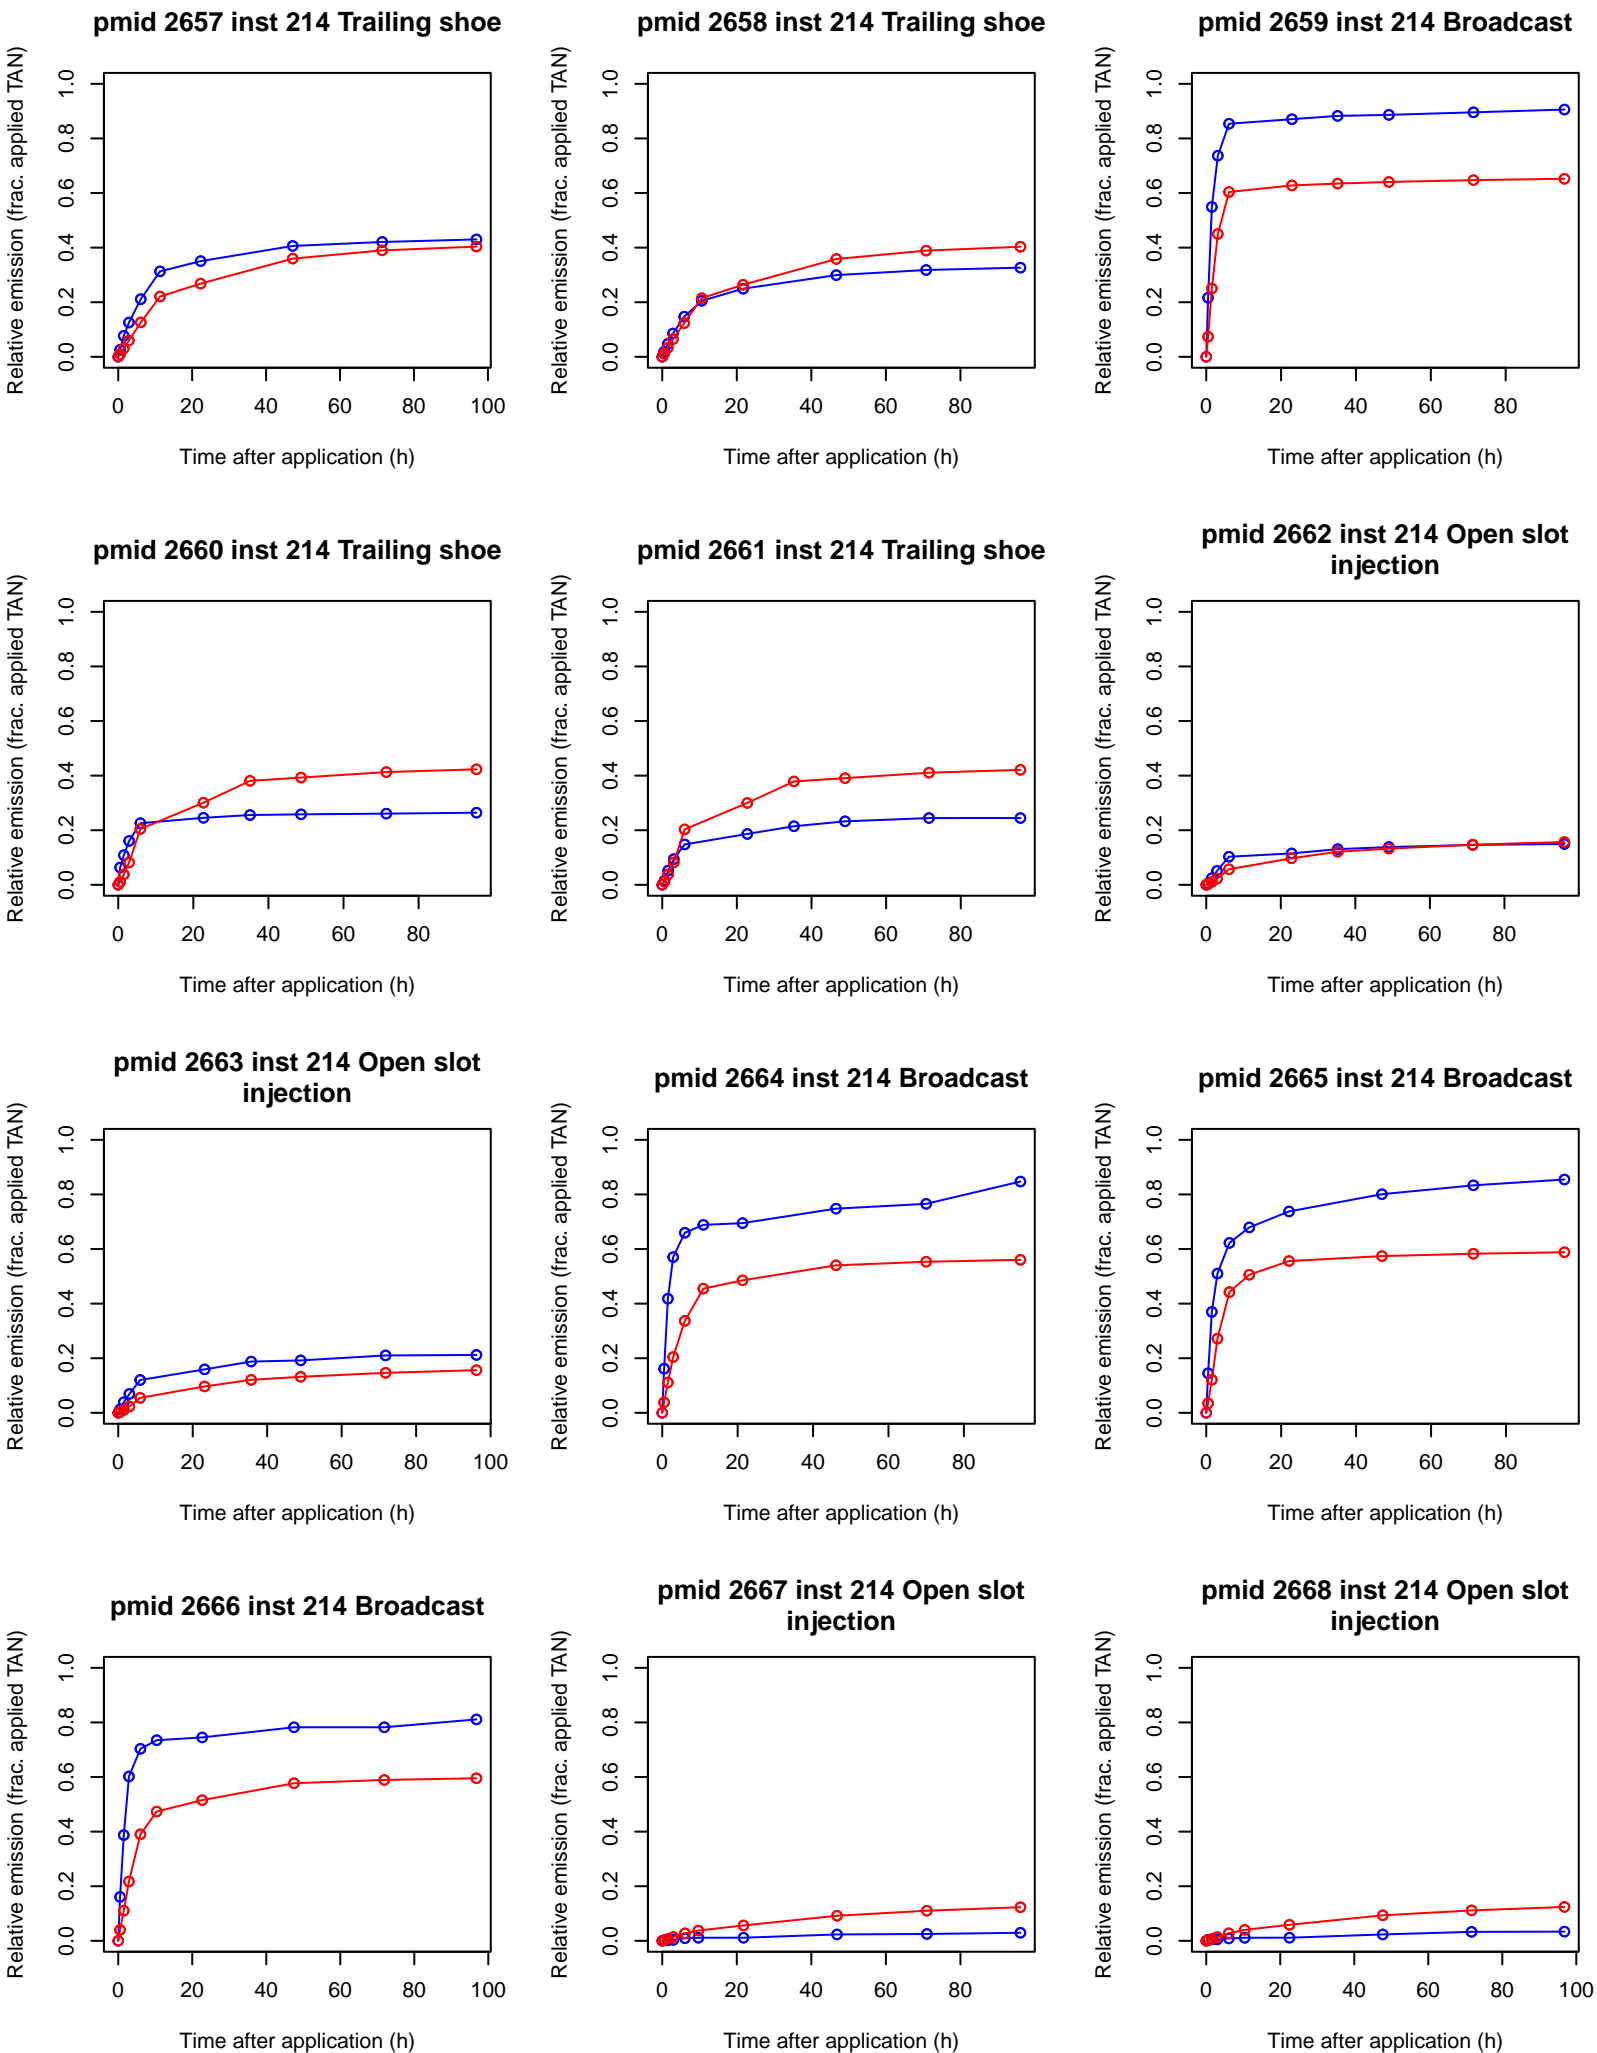 pmid 2657 inst 214 Trailing shoe
Relative emission (frac. applied TAN)
0.0 0.2 0.4 0.6 0.8 1.0
0 20 40 60 80 100
Time after application (h)
pmid 2658 inst 214 Trailing shoe
Relative emission (frac. applied TAN)
0.0 0.2 0.4 0.6 0.8 1.0
0 20 40 60 80
Time after application (h)
pmid 2659 inst 214 Broadcast
Relative emission (frac. applied TAN)
0.0 0.2 0.4 0.6 0.8 1.0
0 20 40 60 80
Time after application (h)
pmid 2660 inst 214 Trailing shoe
Relative emission (frac. applied TAN)
0.0 0.2 0.4 0.6 0.8 1.0
0 20 40 60 80
Time after application (h)
pmid 2661 inst 214 Trailing shoe
Relative emission (frac. applied TAN)
0.0 0.2 0.4 0.6 0.8 1.0
0 20 40 60 80
Time after application (h)
pmid 2662 inst 214 Open slot
injection
Relative emission (frac. applied TAN)
0.0 0.2 0.4 0.6 0.8 1.0
0 20 40 60 80
Time after application (h)
pmid 2663 inst 214 Open slot
injection
Relative emission (frac. applied TAN)
0.0 0.2 0.4 0.6 0.8 1.0
0 20 40 60 80 100
Time after application (h)
pmid 2664 inst 214 Broadcast
Relative emission (frac. applied TAN)
0.0 0.2 0.4 0.6 0.8 1.0
0 20 40 60 80
Time after application (h)
pmid 2665 inst 214 Broadcast
Relative emission (frac. applied TAN)
0.0 0.2 0.4 0.6 0.8 1.0
0 20 40 60 80
Time after application (h)
pmid 2666 inst 214 Broadcast
Relative emission (frac. applied TAN)
0.0 0.2 0.4 0.6 0.8 1.0
0 20 40 60 80 100
Time after application (h)
pmid 2667 inst 214 Open slot
injection
Relative emission (frac. applied TAN)
0.0 0.2 0.4 0.6 0.8 1.0
0 20 40 60 80
Time after application (h)
pmid 2668 inst 214 Open slot
injection
Relative emission (frac. applied TAN)
0.0 0.2 0.4 0.6 0.8 1.0
0 20 40 60 80 100
Time after application (h)